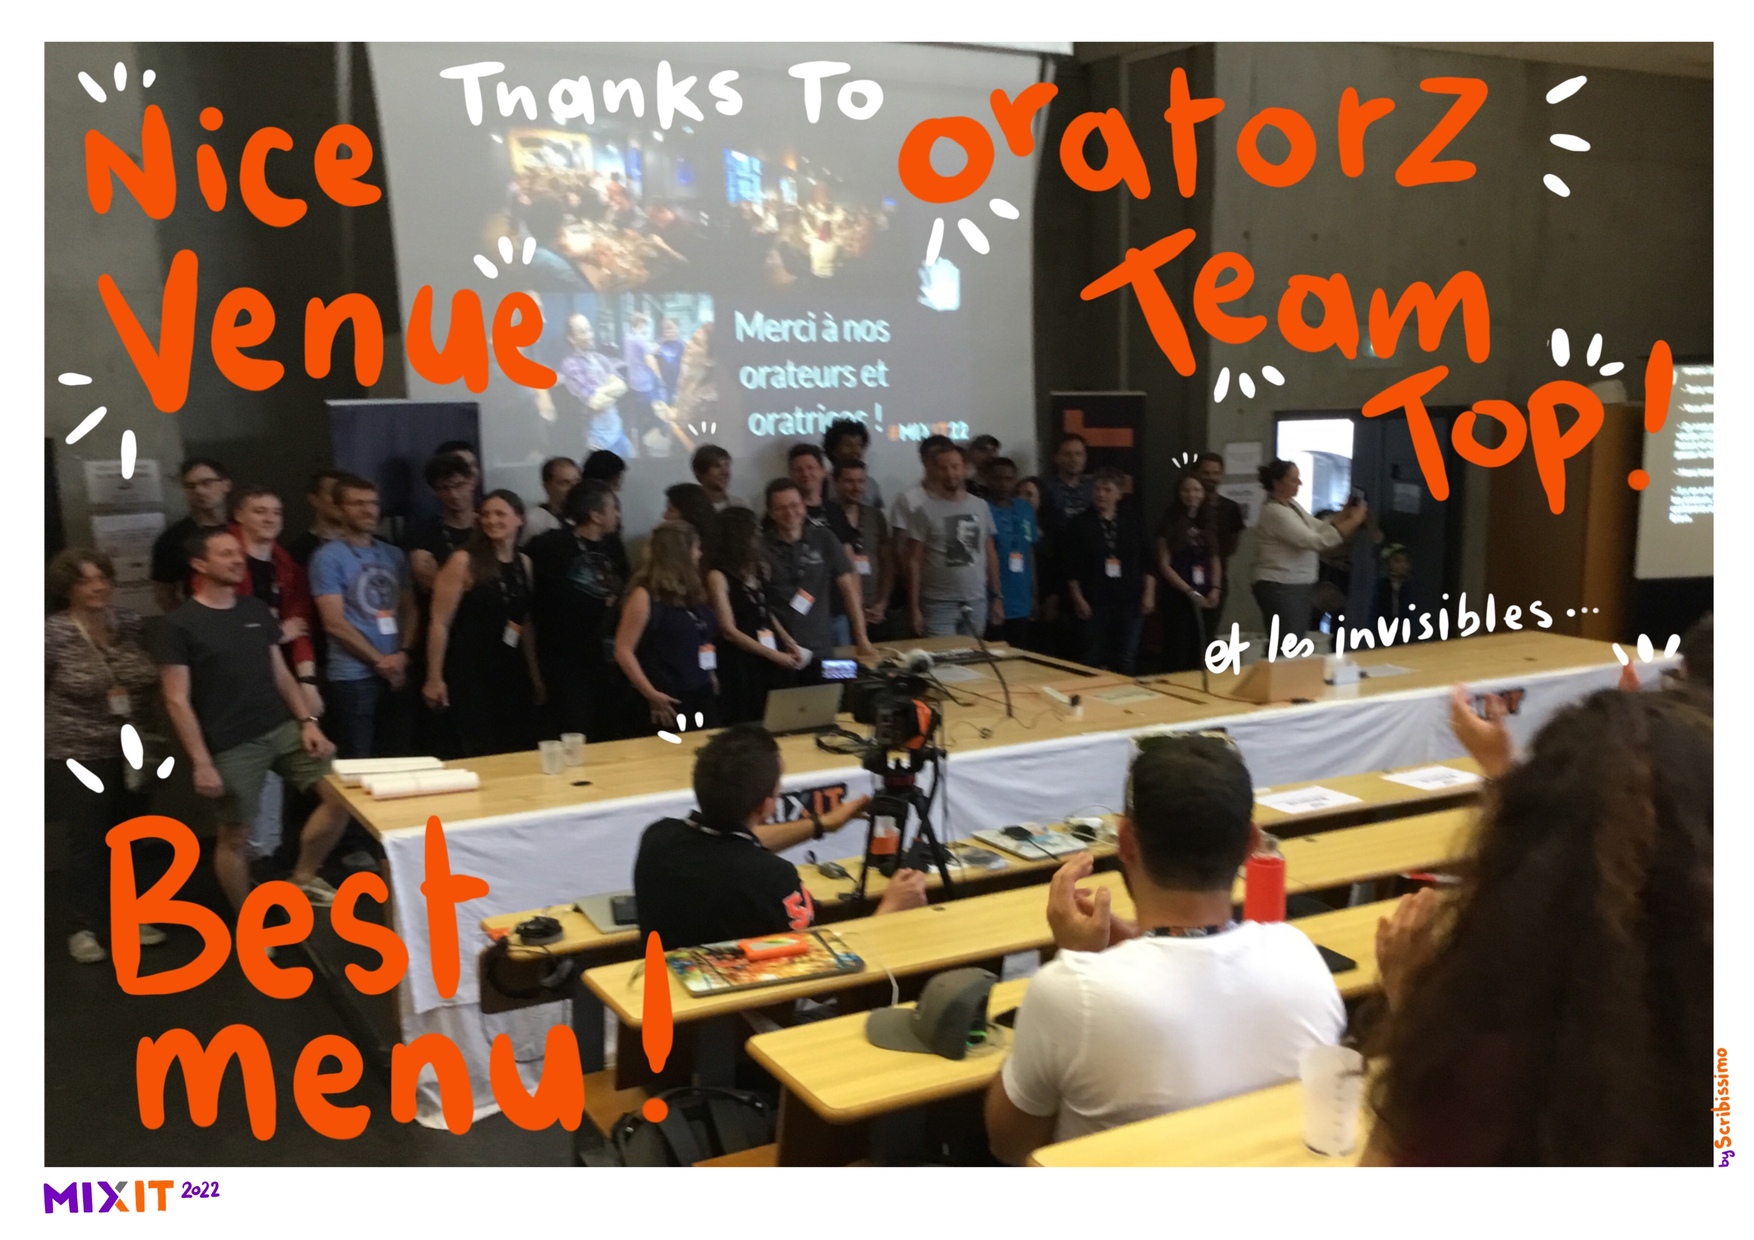 Thanks To
oratorZ
Team
Top!
Nice
Venue
Merci à nos
orateurs et
oratrices !
#MIXIT22
et les invisibles...
MIXIT
Best
menu!
by Scribissimo
MIXIT 2022